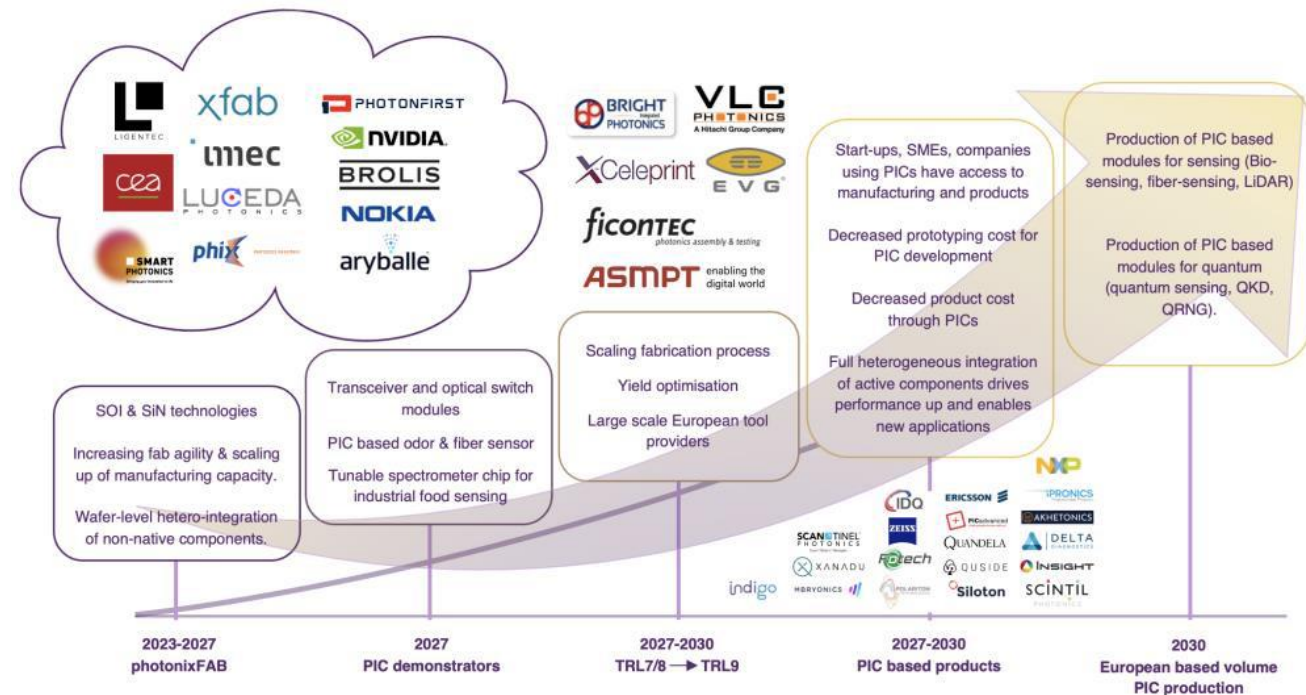 LIGENTEC
xfab
imec
cea
LUCEDA
PHOTONICS
SMART
PHOTONICS
phix
PHOTONFIRST
NVIDIA.
BROLIS
NOKIA
aryballe
BRIGHT
Integrated
PHOTONICS
VLC
PHOTONICS
A Hitachi Group Company
XCeleprint
EVG
ficonTEC
photonics assembly & testing
ASMPT
enabling the
digital world
SOI & SiN technologies
Increasing fab agility & scaling
up of manufacturing capacity.
Wafer-level hetero-integration
of non-native components.
Transceiver and optical switch
modules
PIC based odor & fiber sensor
Tunable spectrometer chip for
industrial food sensing
Scaling fabrication process
Yield optimisation
Large scale European tool
providers
Start-ups, SMEs, companies
using PICs have access to
manufacturing and products
Decreased prototyping cost for
PIC development
Decreased product cost
through PICs
Full heterogeneous integration
of active components drives
performance up and enables
new applications
Production of PIC based
modules for sensing (Bio-
sensing, fiber-sensing, LiDAR)
Production of PIC based
modules for quantum
(quantum sensing, QKD,
QRNG).
NXP
IDQ
ERICSSON
iPRONICS
ZEISS
PICadvanced
AKHETONICS
SCANTINEL
PHOTONICS
QUANDELA
DELTA
DIAGNOSTICS
XANADU
Fotech
QUSIDE
INSIGHT
indigo
MBRYONICS
POLARITON
Siloton
SCINTIL
PHOTONICS
2023-2027
photonixFAB
2027
PIC demonstrators
2027-2030
TRL7/8 → TRL9
2027-2030
PIC based products
2030
European based volume
PIC production